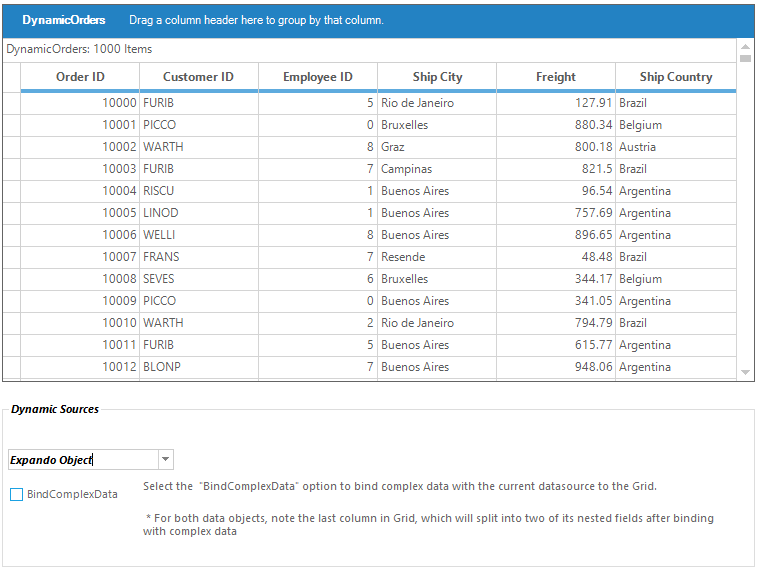 DynamicOrders Drag a column header here to group by that column.
DynamicOrders: 1000 Items
Order ID Customer ID Employee ID Ship City Freight Ship Country
10000 FURIB 5 Rio de Janeiro 127.91 Brazil
10001 PICCO 0 Bruxelles 880.34 Belgium
10002 WARTH 8 Graz 800.18 Austria
10003 FURIB 7 Campinas 821.5 Brazil
10004 RISCU 1 Buenos Aires 96.54 Argentina
10005 LINOD 1 Buenos Aires 757.69 Argentina
10006 WELLI 8 Buenos Aires 896.65 Argentina
10007 FRANS 7 Resende 48.48 Brazil
10008 SEVES 6 Bruxelles 344.17 Belgium
10009 PICCO 0 Buenos Aires 341.05 Argentina
10010 WARTH 2 Rio de Janeiro 794.79 Brazil
10011 FURIB 5 Buenos Aires 615.77 Argentina
10012 BLONP 7 Buenos Aires 948.06 Argentina
Dynamic Sources
Expando Object
BindComplexData
Select the "BindComplexData" option to bind complex data with the current datasource to the Grid.
* For both data objects, note the last column in Grid, which will split into two of its nested fields after binding
with complex data